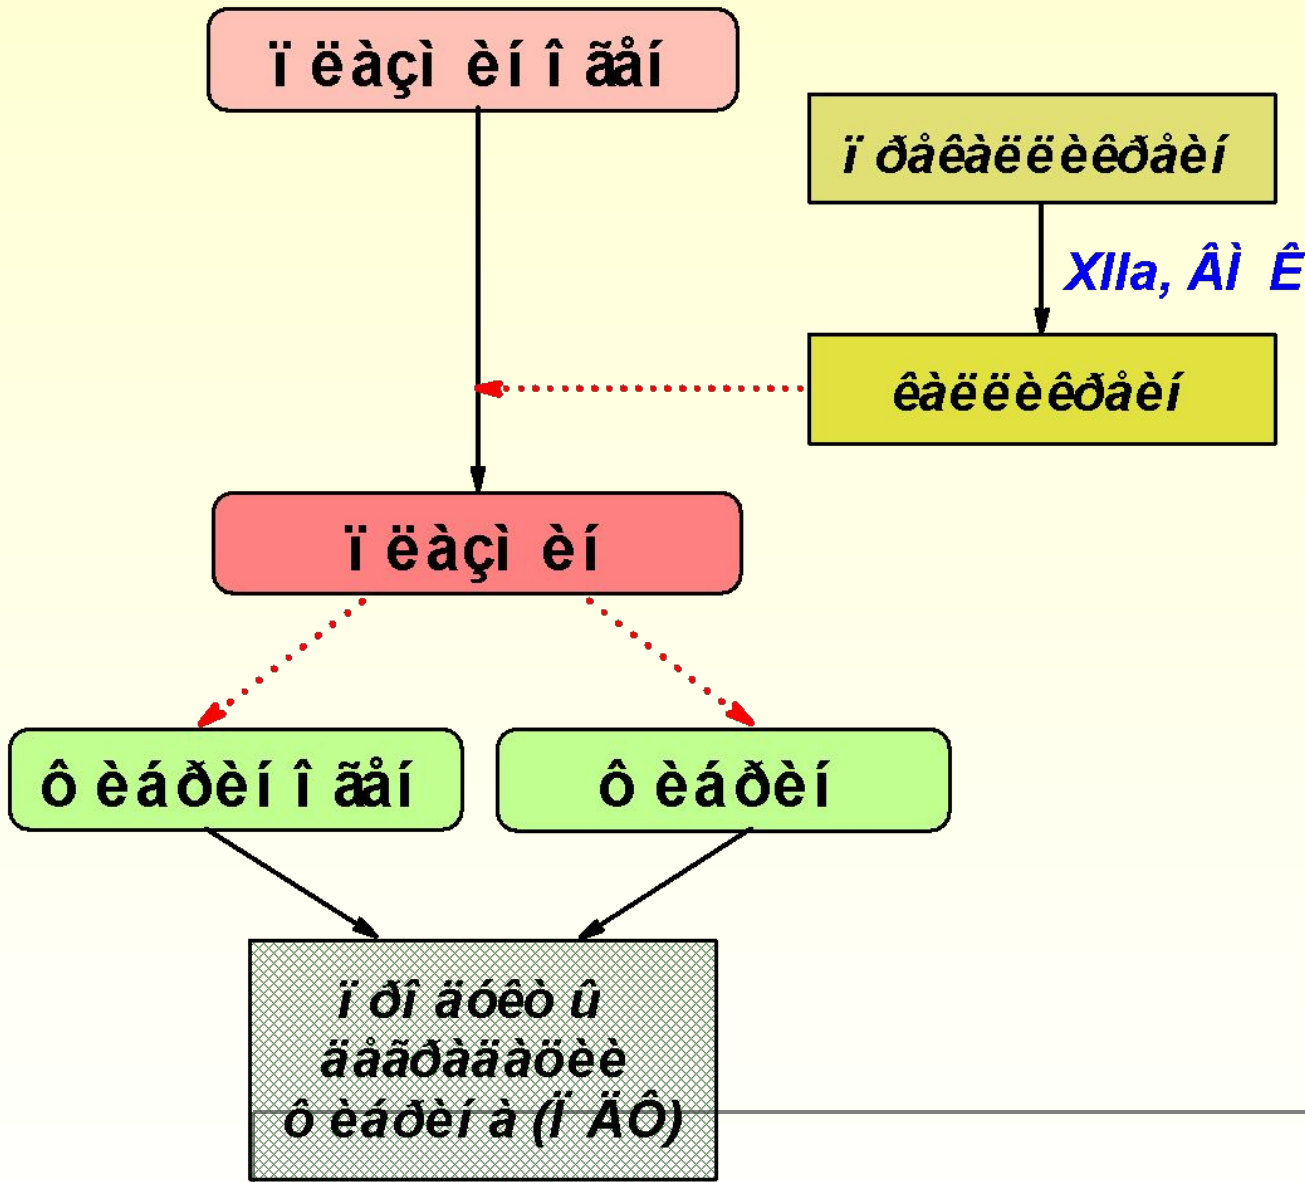 ï ëàçì èí î ãåí
ï ðåêàëëèêðåèí
XIIa, ÂÌ Ê
êàëëèêðåèí
ï ëàçì èí
ô èáðèí î ãåí
ô èáðèí
ï ðî äóêò û
äåãðàäàöèè
ô èáðèí à (Ï ÄÔ)